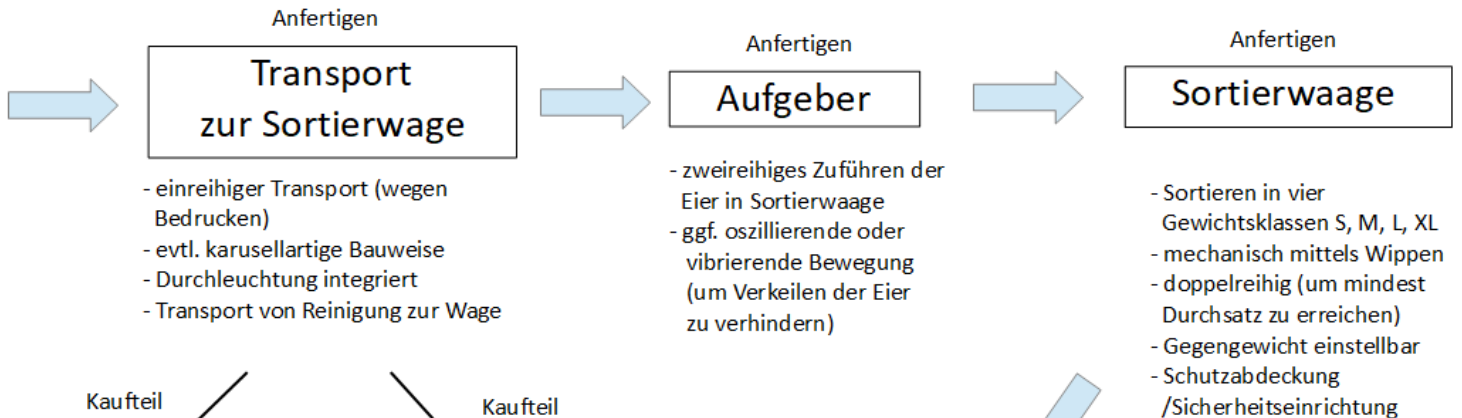 Anfertigen
Transport
zur Sortierwage
- einreihiger Transport (wegen
Bedrucken)
- evtl. karusellartige Bauweise
- Durchleuchtung integriert
- Transport von Reinigung zur Wage
Kaufteil
Kaufteil
Anfertigen
Aufgeber
- zweireihiges Zuführen der
Eier in Sortierwaage
- ggf. oszillierende oder
vibrierende Bewegung
(um Verkeilen der Eier
zu verhindern)
Anfertigen
Sortierwaage
- Sortieren in vier
Gewichtsklassen S, M, L, XL
- mechanisch mittels Wippen
- doppelreihig (um mindest
Durchsatz zu erreichen)
- Gegengewicht einstellbar
- Schutzabdeckung
/Sicherheitseinrichtung